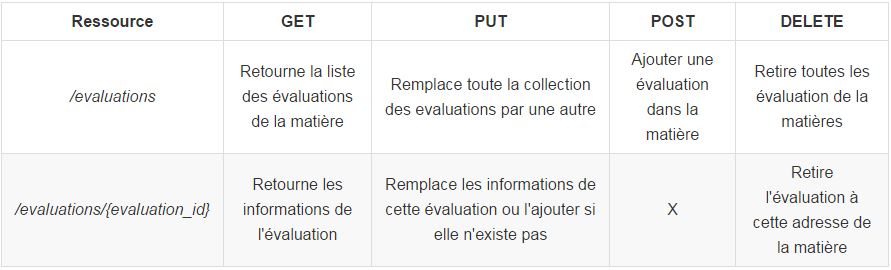 Ressource GET PUT POST DELETE
/evaluations
Retourne la liste
des évaluations
de la matière
Remplace toute la collection
des evaluations par une autre
Ajouter une
évaluation
dans la
matière
Retire toutes les
évaluation de la
matières
/evaluations/{evaluation_id}
Retourne les
informations de
l'évaluation
Remplace les informations de
cette évaluation ou l'ajouter si
elle n'existe pas
X
Retire
l'évaluation à
cette adresse de
la matière